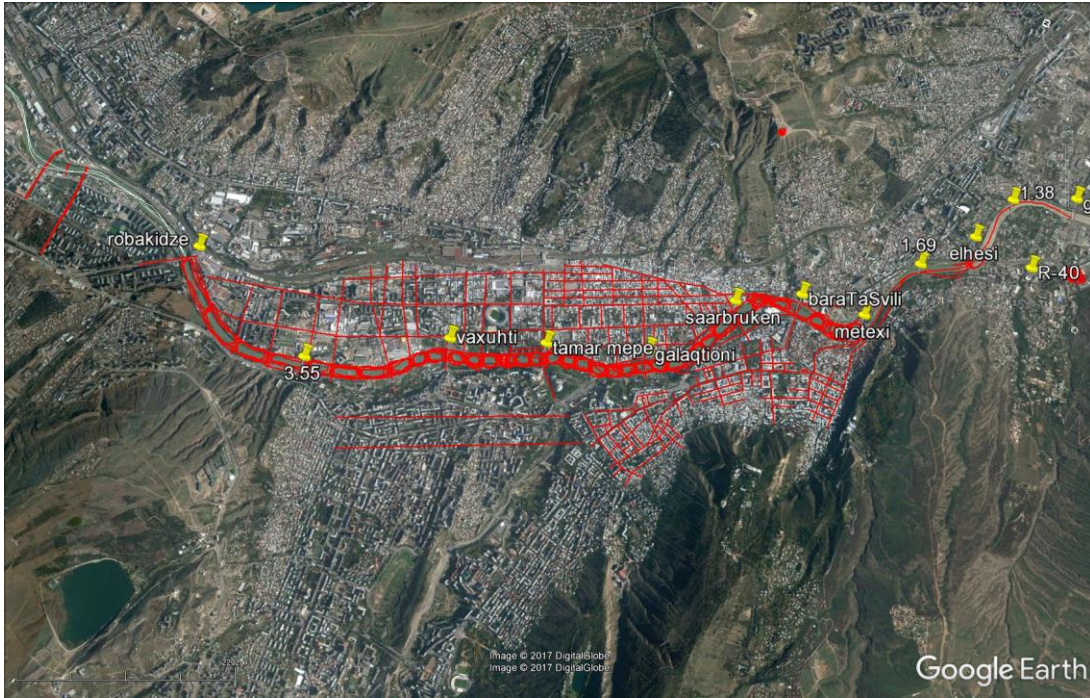 1.38
g
robakidze
1.69
elhesi
R-40
baraTaSvili
saarbruken
metexi
vaxuhti
tamar mepe
galaqtioni
3.55
Image © 2017 DigitalGlobe
Image © 2017 DigitalGlobe
Google Earth